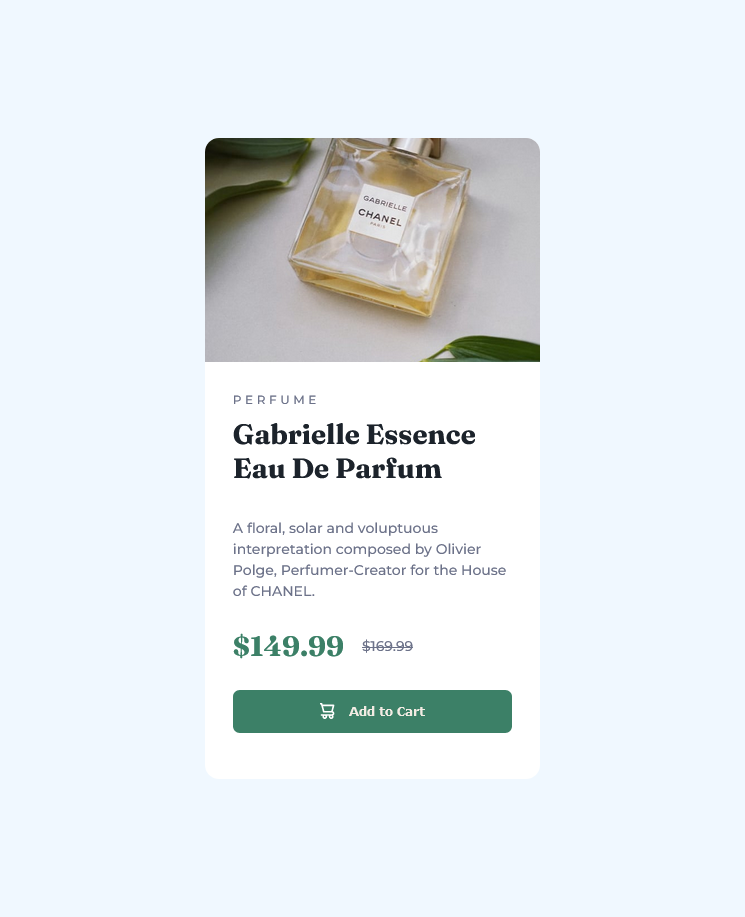 GABRIELLE
CHANEL
PARIS
PERFUME
Gabrielle Essence
Eau De Parfum
A floral, solar and voluptuous
interpretation composed by Olivier
Polge, Perfumer-Creator for the House
of CHANEL.
$149.99 $169.99
Add to Cart